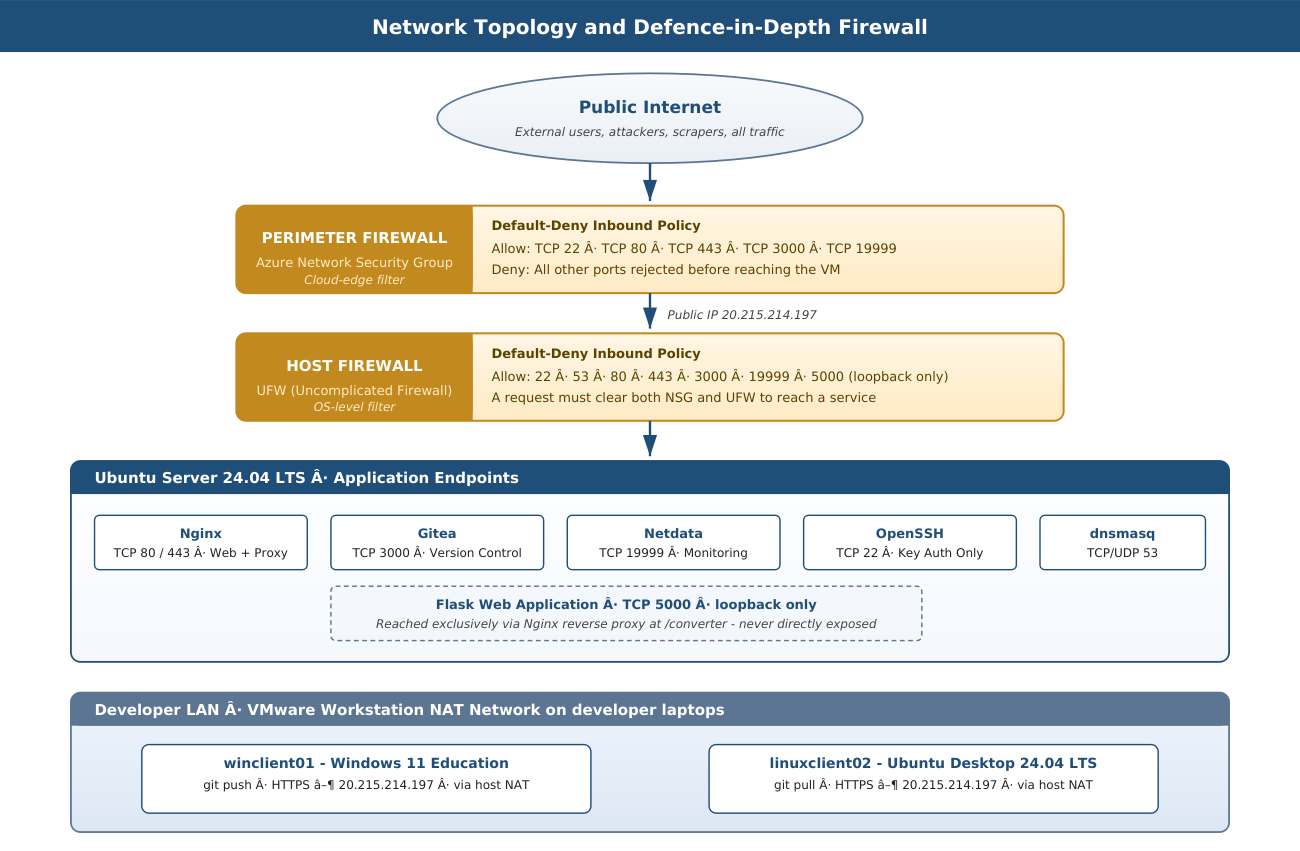 Network Topology and Defence-in-Depth Firewall
Public Internet
External users, attackers, scrapers, all traffic
PERIMETER FIREWALL
Azure Network Security Group
Cloud-edge filter
Default-Deny Inbound Policy
Allow: TCP 22 Â· TCP 80 Â· TCP 443 Â· TCP 3000 Â· TCP 19999
Deny: All other ports rejected before reaching the VM
Public IP 20.215.214.197
HOST FIREWALL
UFW (Uncomplicated Firewall)
OS-level filter
Default-Deny Inbound Policy
Allow: 22 Â· 53 Â· 80 Â· 443 Â· 3000 Â· 19999 Â· 5000 (loopback only)
A request must clear both NSG and UFW to reach a service
Ubuntu Server 24.04 LTS Â· Application Endpoints
Nginx
TCP 80 / 443 Â· Web + Proxy
Gitea
TCP 3000 Â· Version Control
Netdata
TCP 19999 Â· Monitoring
OpenSSH
TCP 22 Â· Key Auth Only
dnsmasq
TCP/UDP 53
Flask Web Application Â· TCP 5000 Â· loopback only
Reached exclusively via Nginx reverse proxy at /converter - never directly exposed
Developer LAN Â· VMware Workstation NAT Network on developer laptops
winclient01 - Windows 11 Education
git push Â· HTTPS â–¶ 20.215.214.197 Â· via host NAT
linuxclient02 - Ubuntu Desktop 24.04 LTS
git pull Â· HTTPS â–¶ 20.215.214.197 Â· via host NAT